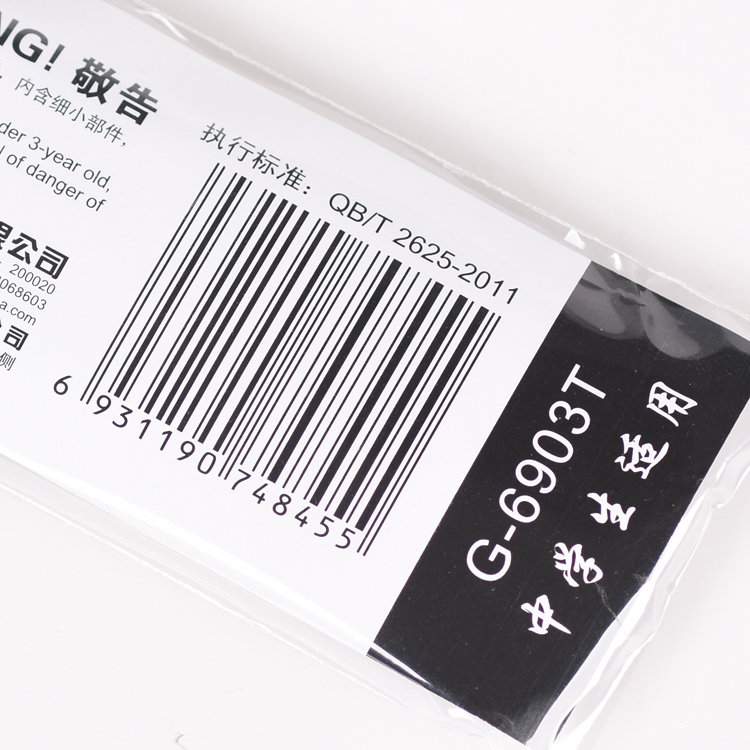 NG! 敬告
内含细小部件,
der 3-year old,
l of danger of
限公司
200020
068603
a.com
公司
侧
执行标准: QB/T 2625-2011
6 931190 748455
G-6903T
中学生适用